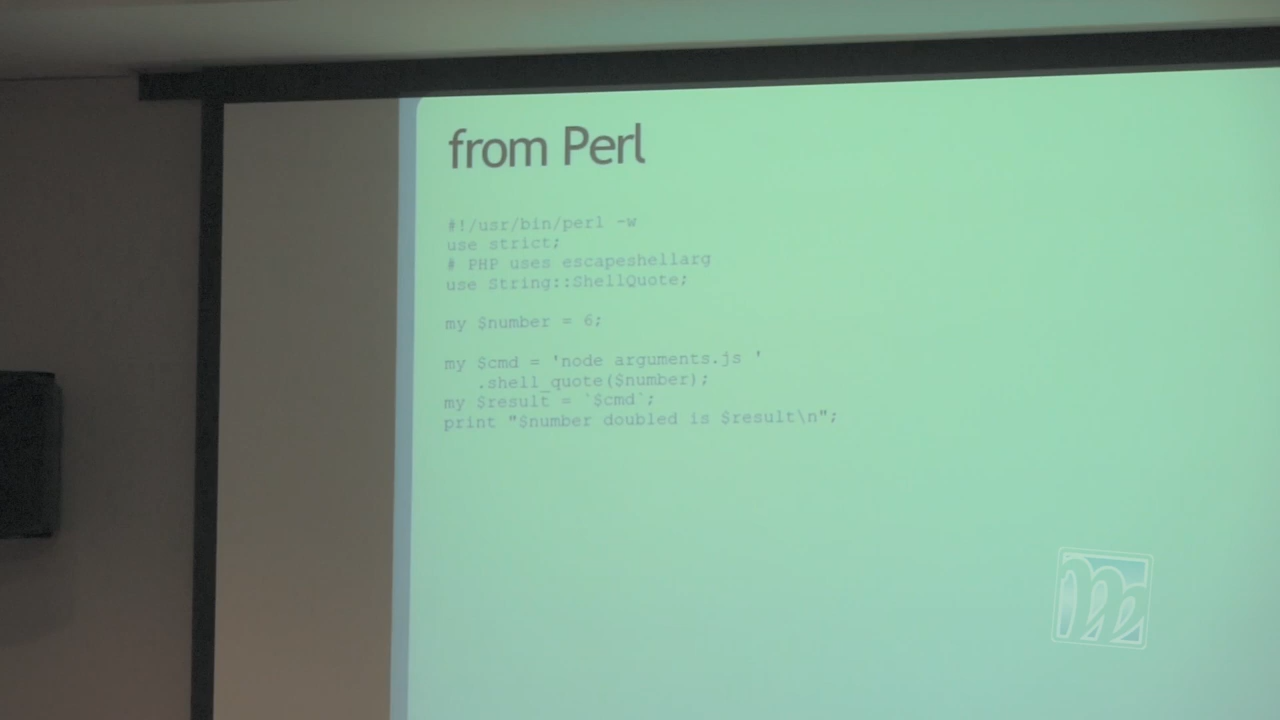 from Perl
#!/usr/bin/perl -w
use strict;
# PHP uses escapeshellarg
use String::ShellQuote;
my $number = 6;
my $cmd = 'node arguments.js '
.shell_quote($number);
my $result = `$cmd`;
print "$number doubled is $result\n";